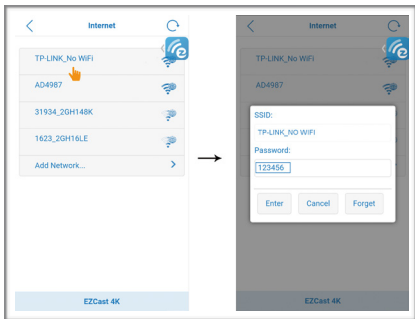 Internet
TP-LINK_No WiFi
AD4987
31934_2GH148K
1623_2GH16LE
Add Network...
EZCast 4K
Internet
TP-LINK_No WiFi
AD4987
SSID:
TP-LINK_NO WIFI
Password:
123456
Enter Cancel Forget
EZCast 4K